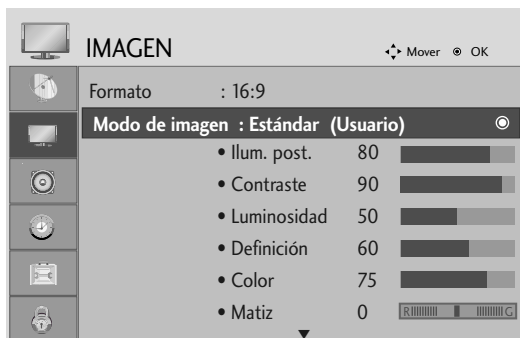 IMAGEN Mover OK
Formato : 16:9
Modo de imagen : Estándar (Usuario)
• Ilum. post. 80
• Contraste 90
• Luminosidad 50
• Definición 60
• Color 75
• Matiz 0 R G